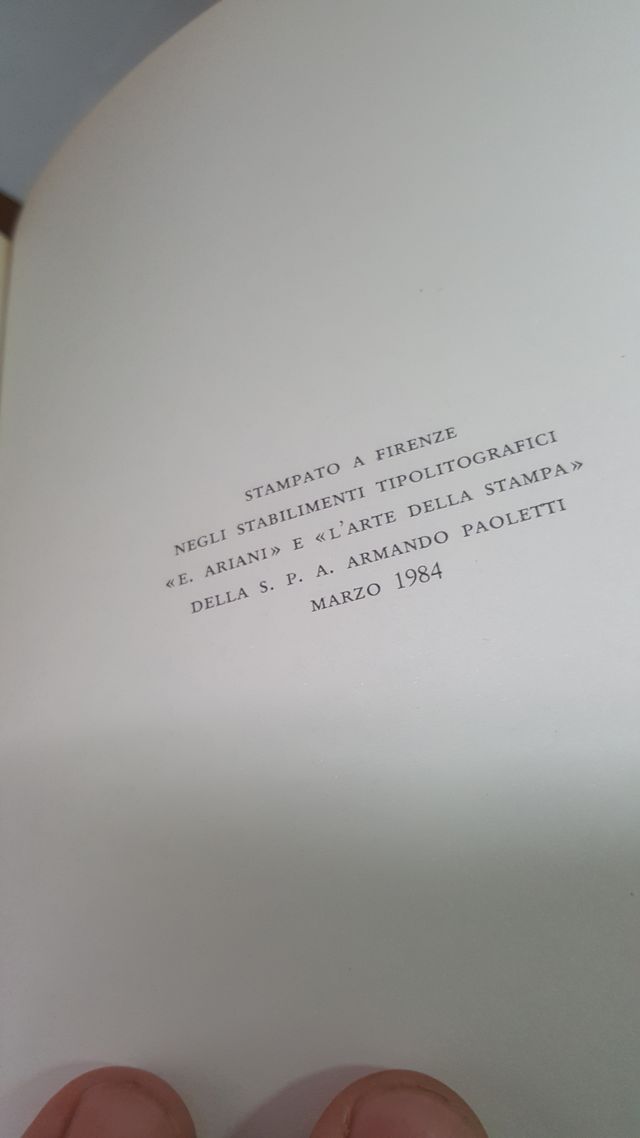 STAMPATO A FIRENZE
NEGLI STABILIMENTI TIPOLITOGRAFICI
«E. ARIANI» E «L'ARTE DELLA STAMPA»
DELLA S. P. A. ARMANDO PAOLETTI
MARZO 1984